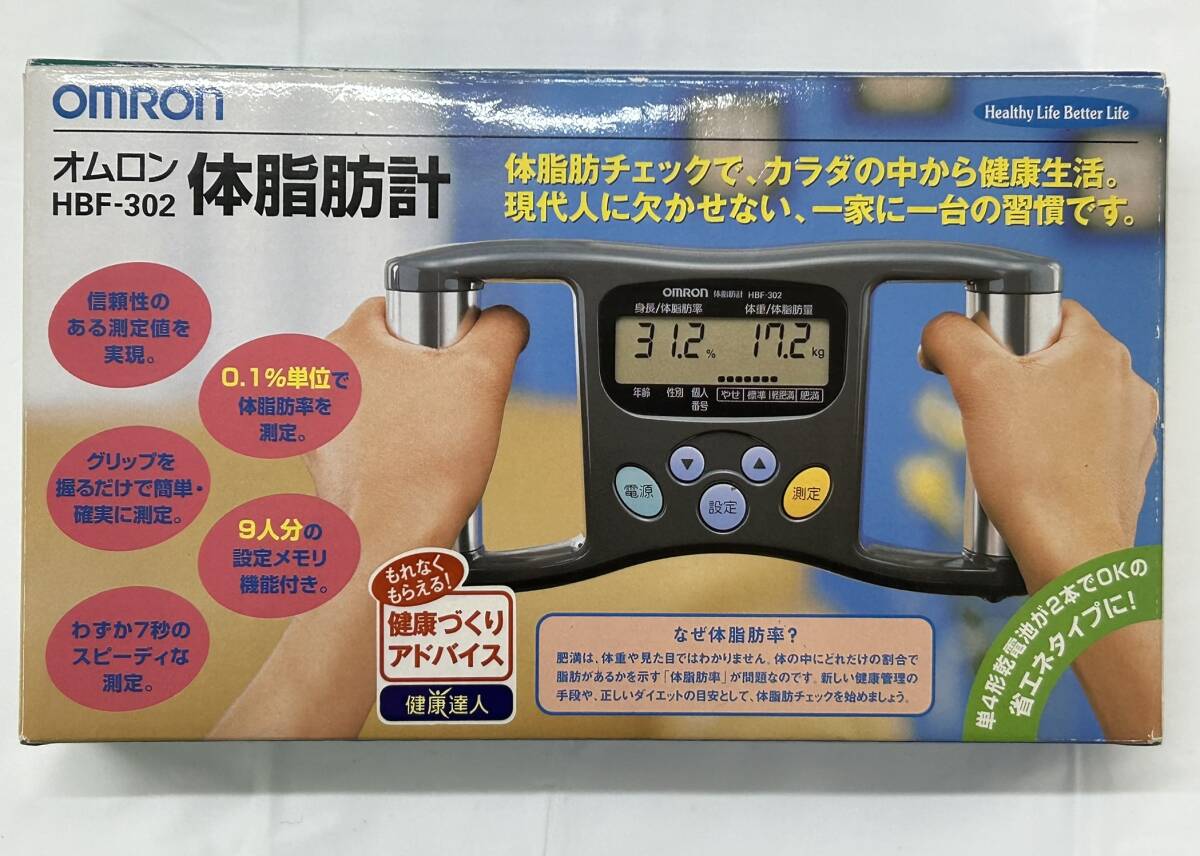 OMRON
Healthy Life Better Life
オムロン
HBF-302
体脂肪計
体脂肪チェックで、カラダの中から健康生活。
現代人に欠かせない、一家に一台の習慣です。
信頼性の
ある測定値を
実現。
0.1%単位で
体脂肪率を
測定。
グリップを
握るだけで簡単・
確実に測定。
9人分の
設定メモリ
機能付き。
わずか7秒の
スピーディな
測定。
OMRON 体脂肪計 HBF-302
身長/体脂肪率 体重/体脂肪量
31.2 % 17.2 kg
年齢 性別 個人番号 やせ 標準 軽肥満 肥満
電源
設定
測定
もれなく
もらえる!
健康づくり
アドバイス
健康達人
なぜ体脂肪率?
肥満は、体重や見た目ではわかりません。体の中にどれだけの割合で
脂肪があるかを示す「体脂肪率」が問題なのです。新しい健康管理の
手段や、正しいダイエットの目安として、体脂肪チェックを始めましょう。
単4形乾電池が2本でOKの
省エネタイプに!